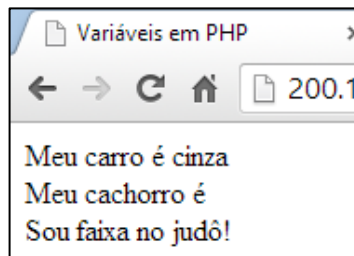 Variáveis em PHP
200.1
Meu carro é cinza
Meu cachorro é
Sou faixa no judô!